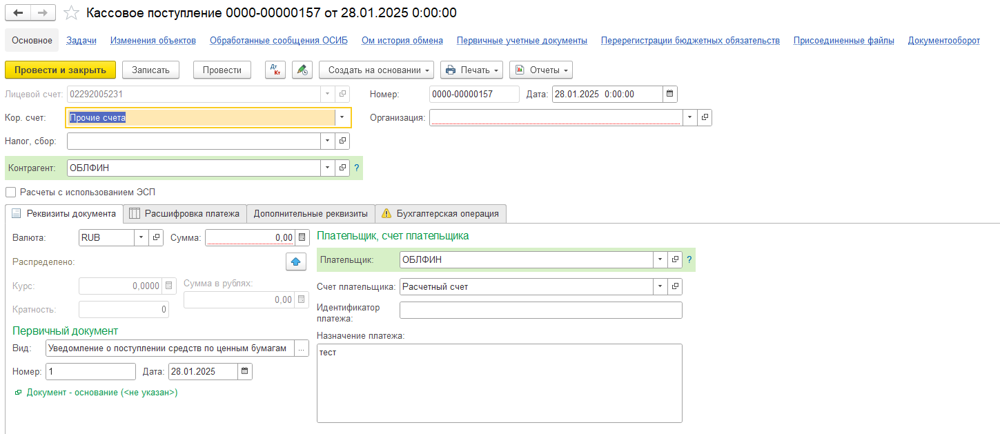 Кассовое поступление 0000-00000157 от 28.01.2025 0:00:00
Основное Задачи Изменения объектов Обработанные сообщения ОСИБ Ом история обмена Первичные учетные документы Перерегистрации бюджетных обязательств Присоединенные файлы Документооборот
Провести и закрыть Записать Провести Дт Кт Создать на основании Печать Отчеты
Лицевой счет: 02292005231 Номер: 0000-00000157 Дата: 28.01.2025 0:00:00
Кор. счет: Прочие счета Организация:
Налог, сбор:
Контрагент: ОБЛФИН ?
Расчеты с использованием ЭСП
Реквизиты документа Расшифровка платежа Дополнительные реквизиты Бухгалтерская операция
Валюта: RUB Сумма: 0,00 Плательщик, счет плательщика
Распределено: Плательщик: ОБЛФИН ?
Курс: 0,0000 Сумма в рублях: 0,00 Счет плательщика: Расчетный счет
Кратность: 0 Идентификатор платежа:
Первичный документ Назначение платежа:
Вид: Уведомление о поступлении средств по ценным бумагам ... тест
Номер: 1 Дата: 28.01.2025
Документ - основание (<не указан>)